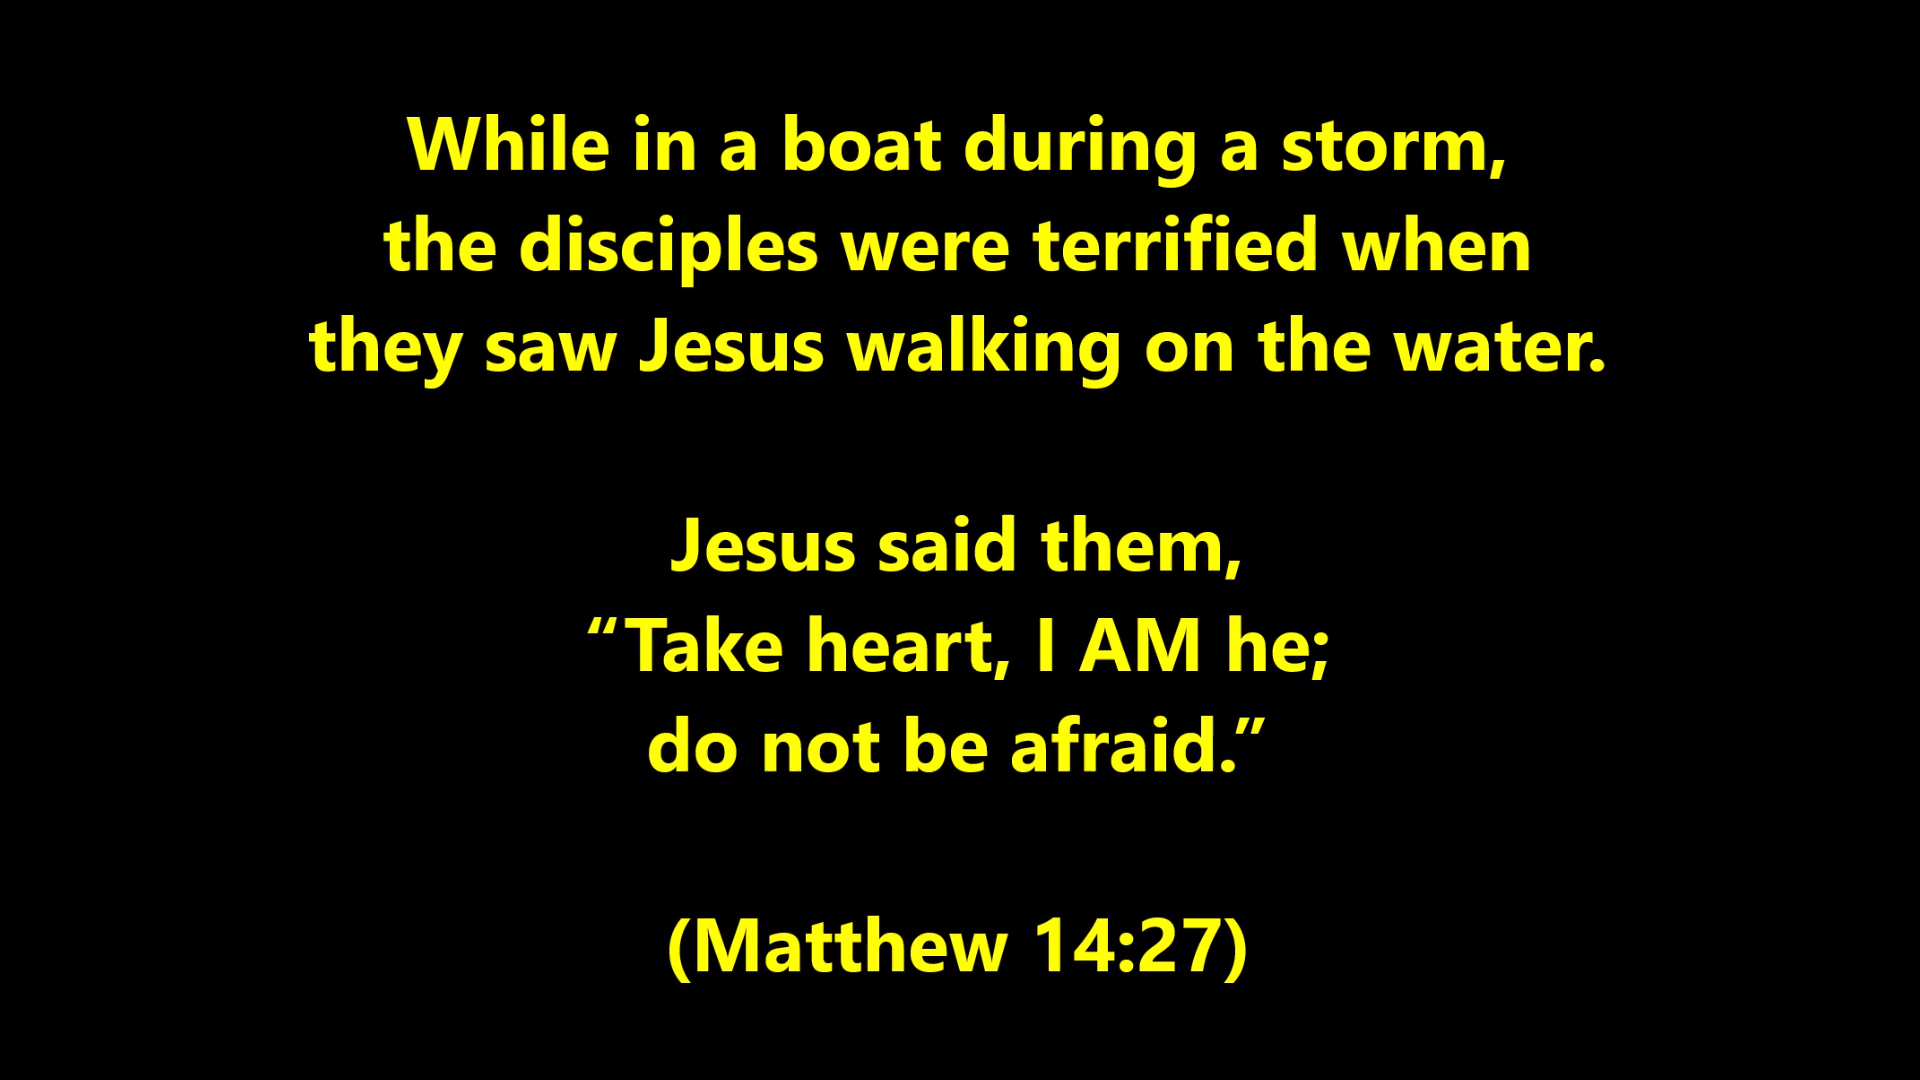 While in a boat during a storm,
the disciples were terrified when
they saw Jesus walking on the water.
Jesus said them,
“Take heart, I AM he;
do not be afraid.”
(Matthew 14:27)